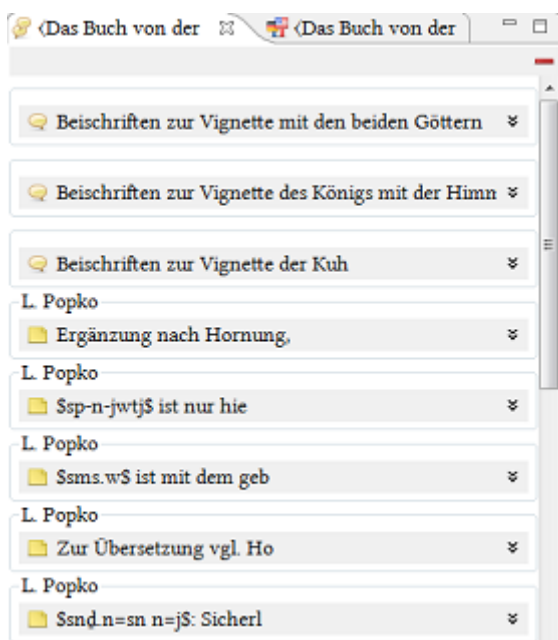 ⟨Das Buch von der
⟨Das Buch von der
Beischriften zur Vignette mit den beiden Göttern
Beischriften zur Vignette des Königs mit der Himn
Beischriften zur Vignette der Kuh
L. Popko
Ergänzung nach Hornung,
L. Popko
$sp-n-jwtj$ ist nur hie
L. Popko
$sms.w$ ist mit dem geb
L. Popko
Zur Übersetzung vgl. Ho
L. Popko
$snḏ.n=sn n=j$: Sicherl